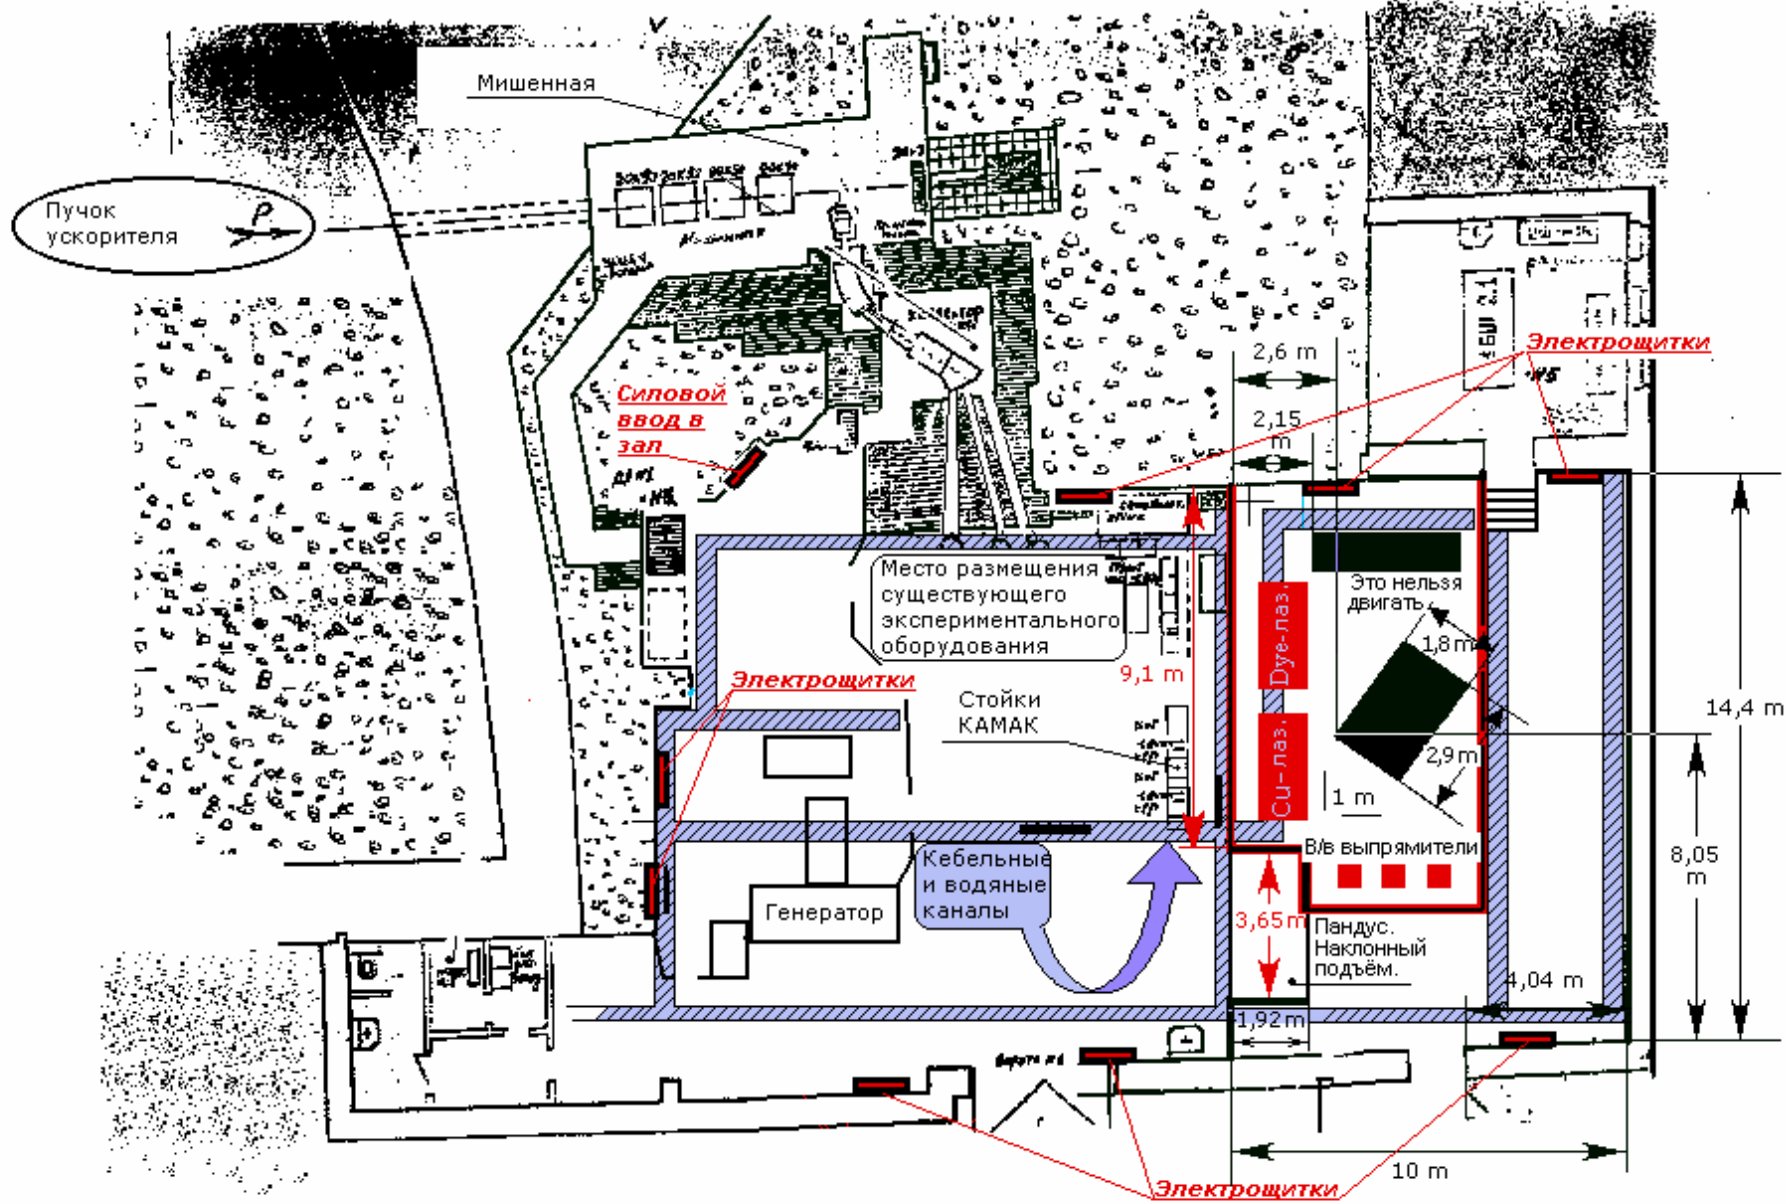 Мишенная
Пучок
ускорителя
P
2,6 m
Электрощитки
2,15
m
Силовой
ввод в
зал
Место размещения
существующего
экспериментального
оборудования
Это нельзя
двигать
Dye-лаз.
1,8 m
9,1 m
Электрощитки
Стойки
КАМАК
14,4 m
Cu-лаз.
2,9 m
1 m
В/в выпрямители
8,05
m
Кебельные
и водяные
каналы
Генератор
3,65 m
Пандус.
Наклонный
подъём.
4,04 m
1,92 m
10 m
Электрощитки